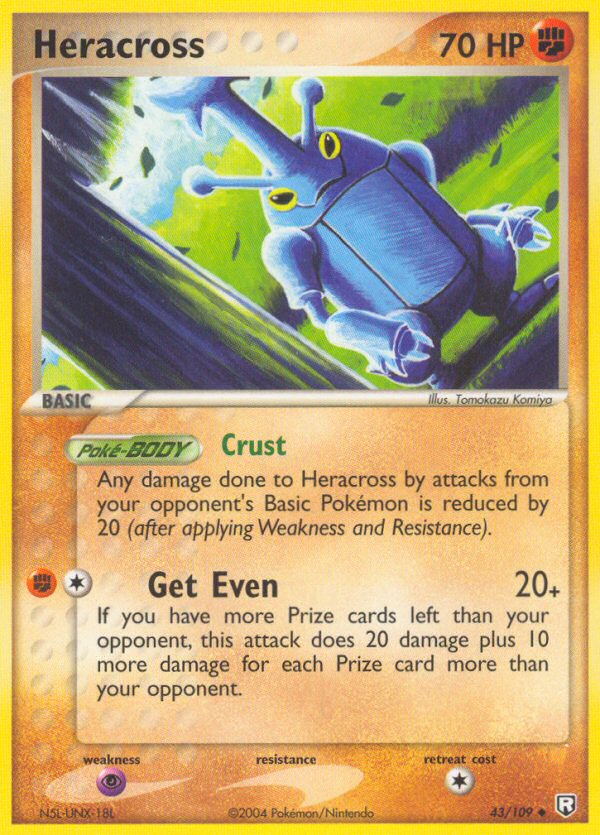 Heracross 70 HP
BASIC
Illus. Tomokazu Komiya
Poké-BODY Crust
Any damage done to Heracross by attacks from
your opponent's Basic Pokémon is reduced by
20 (after applying Weakness and Resistance).
Get Even 20+
If you have more Prize cards left than your
opponent, this attack does 20 damage plus 10
more damage for each Prize card more than
your opponent.
weakness resistance retreat cost
NSL-UNX-18L ©2004 Pokémon/Nintendo 43/109 ◆ R